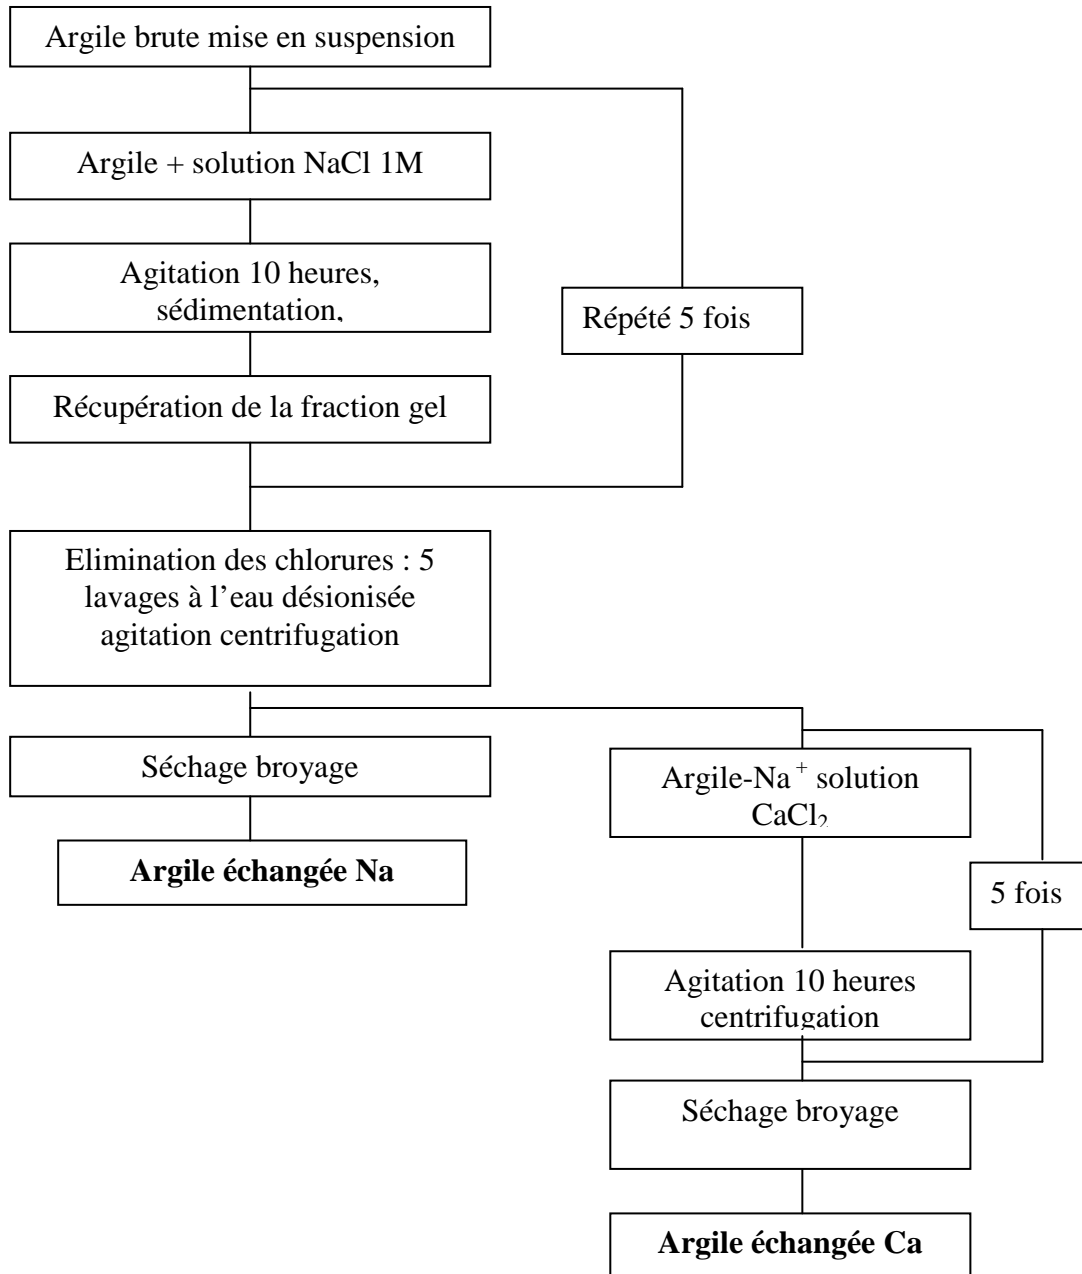 Argile brute mise en suspension
Argile + solution NaCl 1M
Agitation 10 heures,
sédimentation,
Répété 5 fois
Récupération de la fraction gel
Elimination des chlorures : 5
lavages à l'eau désionisée
agitation centrifugation
Séchage broyage
Argile échangée Na
Argile-Na⁺ solution
CaCl₂
5 fois
Agitation 10 heures
centrifugation
Séchage broyage
Argile échangée Ca